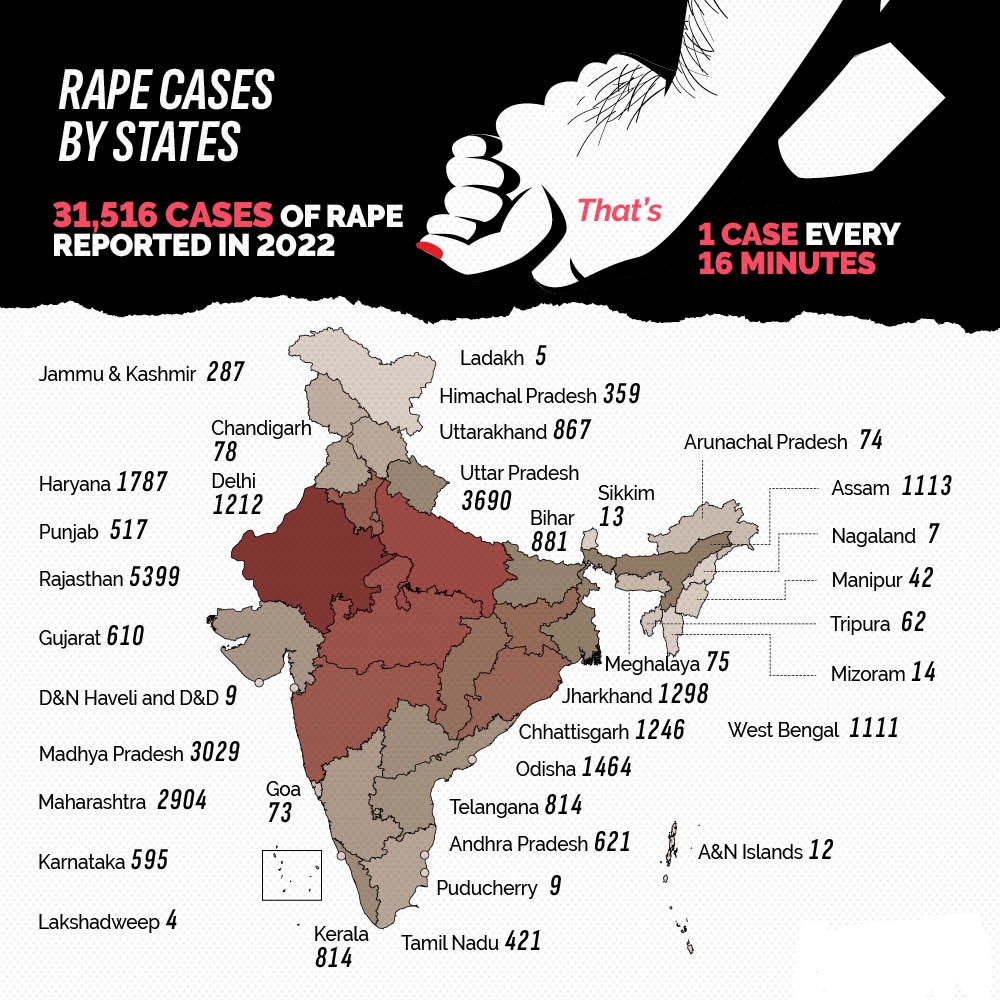 RAPE CASES
BY STATES
31,516 CASES OF RAPE
REPORTED IN 2022
That's
1 CASE EVERY
16 MINUTES
Jammu & Kashmir 287
Ladakh 5
Himachal Pradesh 359
Chandigarh
78
Uttarakhand 867
Arunachal Pradesh 74
Haryana 1787
Delhi
1212
Uttar Pradesh
3690
Sikkim
13
Assam 1113
Punjab 517
Bihar
881
Nagaland 7
Rajasthan 5399
Manipur 42
Gujarat 610
Tripura 62
Meghalaya 75
Mizoram 14
D&N Haveli and D&D 9
Jharkhand 1298
Chhattisgarh 1246
West Bengal 1111
Madhya Pradesh 3029
Odisha 1464
Maharashtra 2904
Goa
73
Telangana 814
Andhra Pradesh 621
A&N Islands 12
Karnataka 595
Puducherry 9
Lakshadweep 4
Kerala
814
Tamil Nadu 421